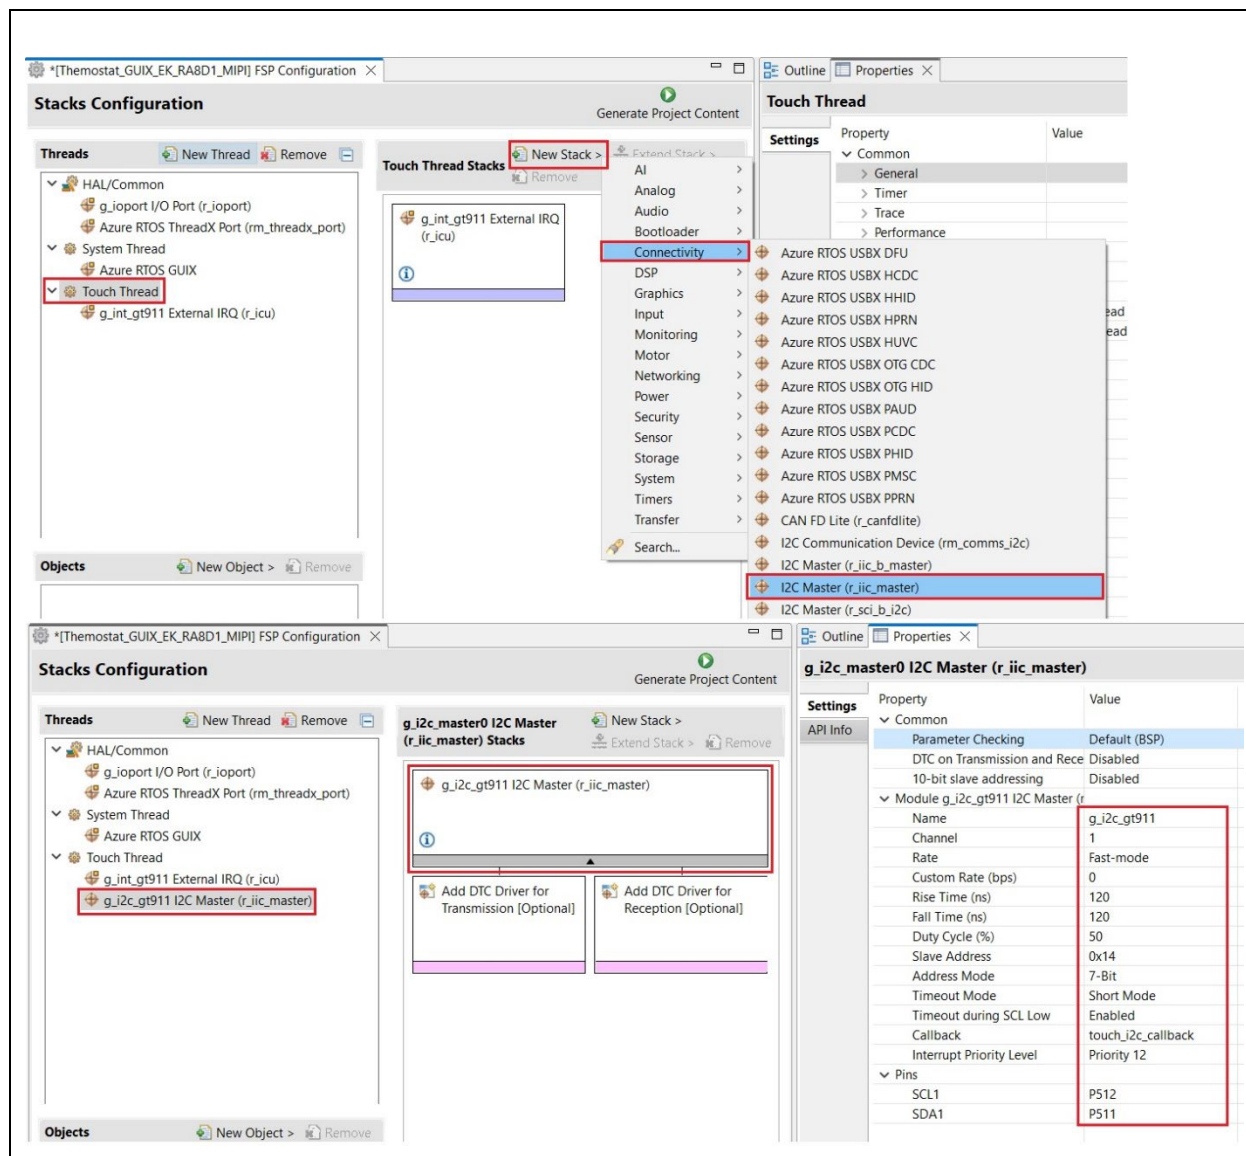 *[Themostat_GUIX_EK_RA8D1_MIPI] FSP Configuration
Outline Properties
Stacks Configuration
Generate Project Content
Touch Thread
Threads New Thread Remove
Touch Thread Stacks
New Stack > Extend Stack >
Remove
Settings
Property Value
Common
General
Timer
Trace
Performance
HAL/Common
g_ioport I/O Port (r_ioport)
Azure RTOS ThreadX Port (rm_threadx_port)
System Thread
Azure RTOS GUIX
Touch Thread
g_int_gt911 External IRQ (r_icu)
g_int_gt911 External IRQ
(r_icu)
AI
Analog
Audio
Bootloader
Connectivity
DSP
Graphics
Input
Monitoring
Motor
Networking
Power
Security
Sensor
Storage
System
Timers
Transfer
Search...
Azure RTOS USBX DFU
Azure RTOS USBX HCDC
Azure RTOS USBX HHID
Azure RTOS USBX HPRN
Azure RTOS USBX HUVC
Azure RTOS USBX OTG CDC
Azure RTOS USBX OTG HID
Azure RTOS USBX PAUD
Azure RTOS USBX PCDC
Azure RTOS USBX PHID
Azure RTOS USBX PMSC
Azure RTOS USBX PPRN
CAN FD Lite (r_canfdlite)
I2C Communication Device (rm_comms_i2c)
I2C Master (r_iic_b_master)
I2C Master (r_iic_master)
I2C Master (r_sci_b_i2c)
ead
ead
Objects New Object > Remove
*[Themostat_GUIX_EK_RA8D1_MIPI] FSP Configuration
Outline Properties
Stacks Configuration
Generate Project Content
g_i2c_master0 I2C Master (r_iic_master)
Threads New Thread Remove
g_i2c_master0 I2C Master
(r_iic_master) Stacks
New Stack >
Extend Stack > Remove
HAL/Common
g_ioport I/O Port (r_ioport)
Azure RTOS ThreadX Port (rm_threadx_port)
System Thread
Azure RTOS GUIX
Touch Thread
g_int_gt911 External IRQ (r_icu)
g_i2c_gt911 I2C Master (r_iic_master)
g_i2c_gt911 I2C Master (r_iic_master)
Add DTC Driver for
Transmission [Optional]
Add DTC Driver for
Reception [Optional]
Settings
API Info
Property Value
Common
Parameter Checking Default (BSP)
DTC on Transmission and Rece Disabled
10-bit slave addressing Disabled
Module g_i2c_gt911 I2C Master (r
Name g_i2c_gt911
Channel 1
Rate Fast-mode
Custom Rate (bps) 0
Rise Time (ns) 120
Fall Time (ns) 120
Duty Cycle (%) 50
Slave Address 0x14
Address Mode 7-Bit
Timeout Mode Short Mode
Timeout during SCL Low Enabled
Callback touch_i2c_callback
Interrupt Priority Level Priority 12
Pins
SCL1 P512
SDA1 P511
Objects New Object > Remove